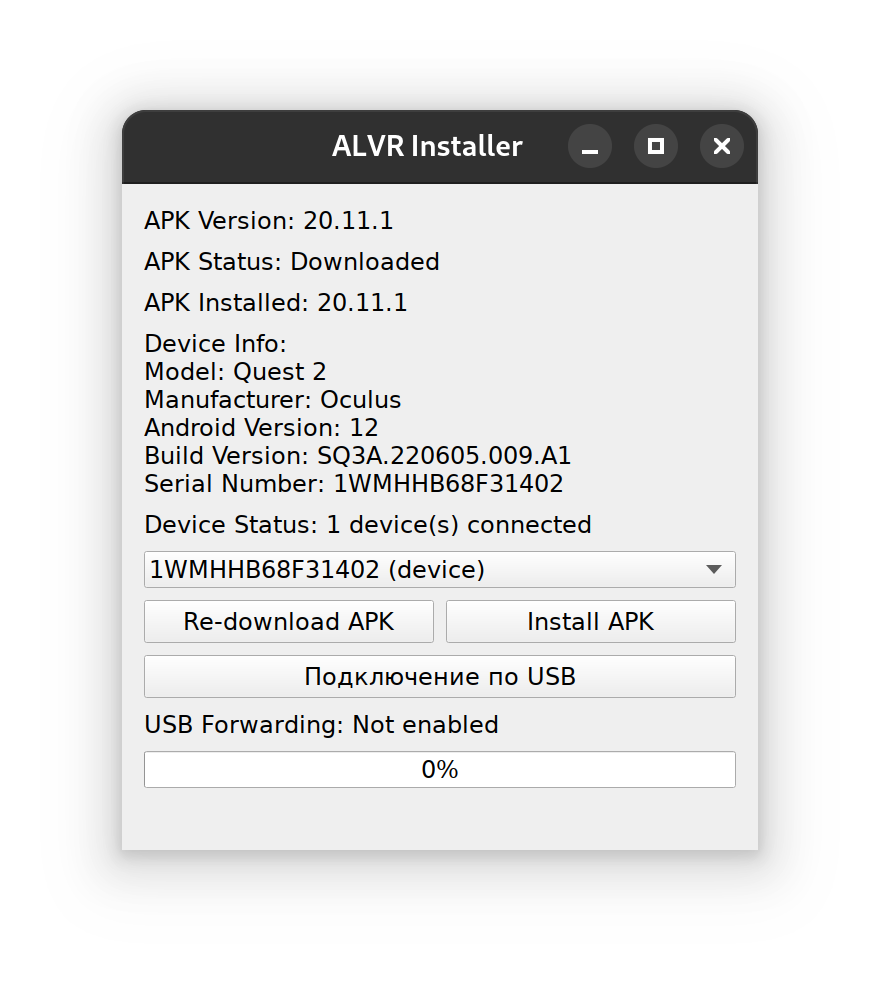 ALVR Installer
APK Version: 20.11.1
APK Status: Downloaded
APK Installed: 20.11.1
Device Info:
Model: Quest 2
Manufacturer: Oculus
Android Version: 12
Build Version: SQ3A.220605.009.A1
Serial Number: 1WMHHB68F31402
Device Status: 1 device(s) connected
1WMHHB68F31402 (device)
Re-download APK
Install APK
Подключение по USB
USB Forwarding: Not enabled
0%